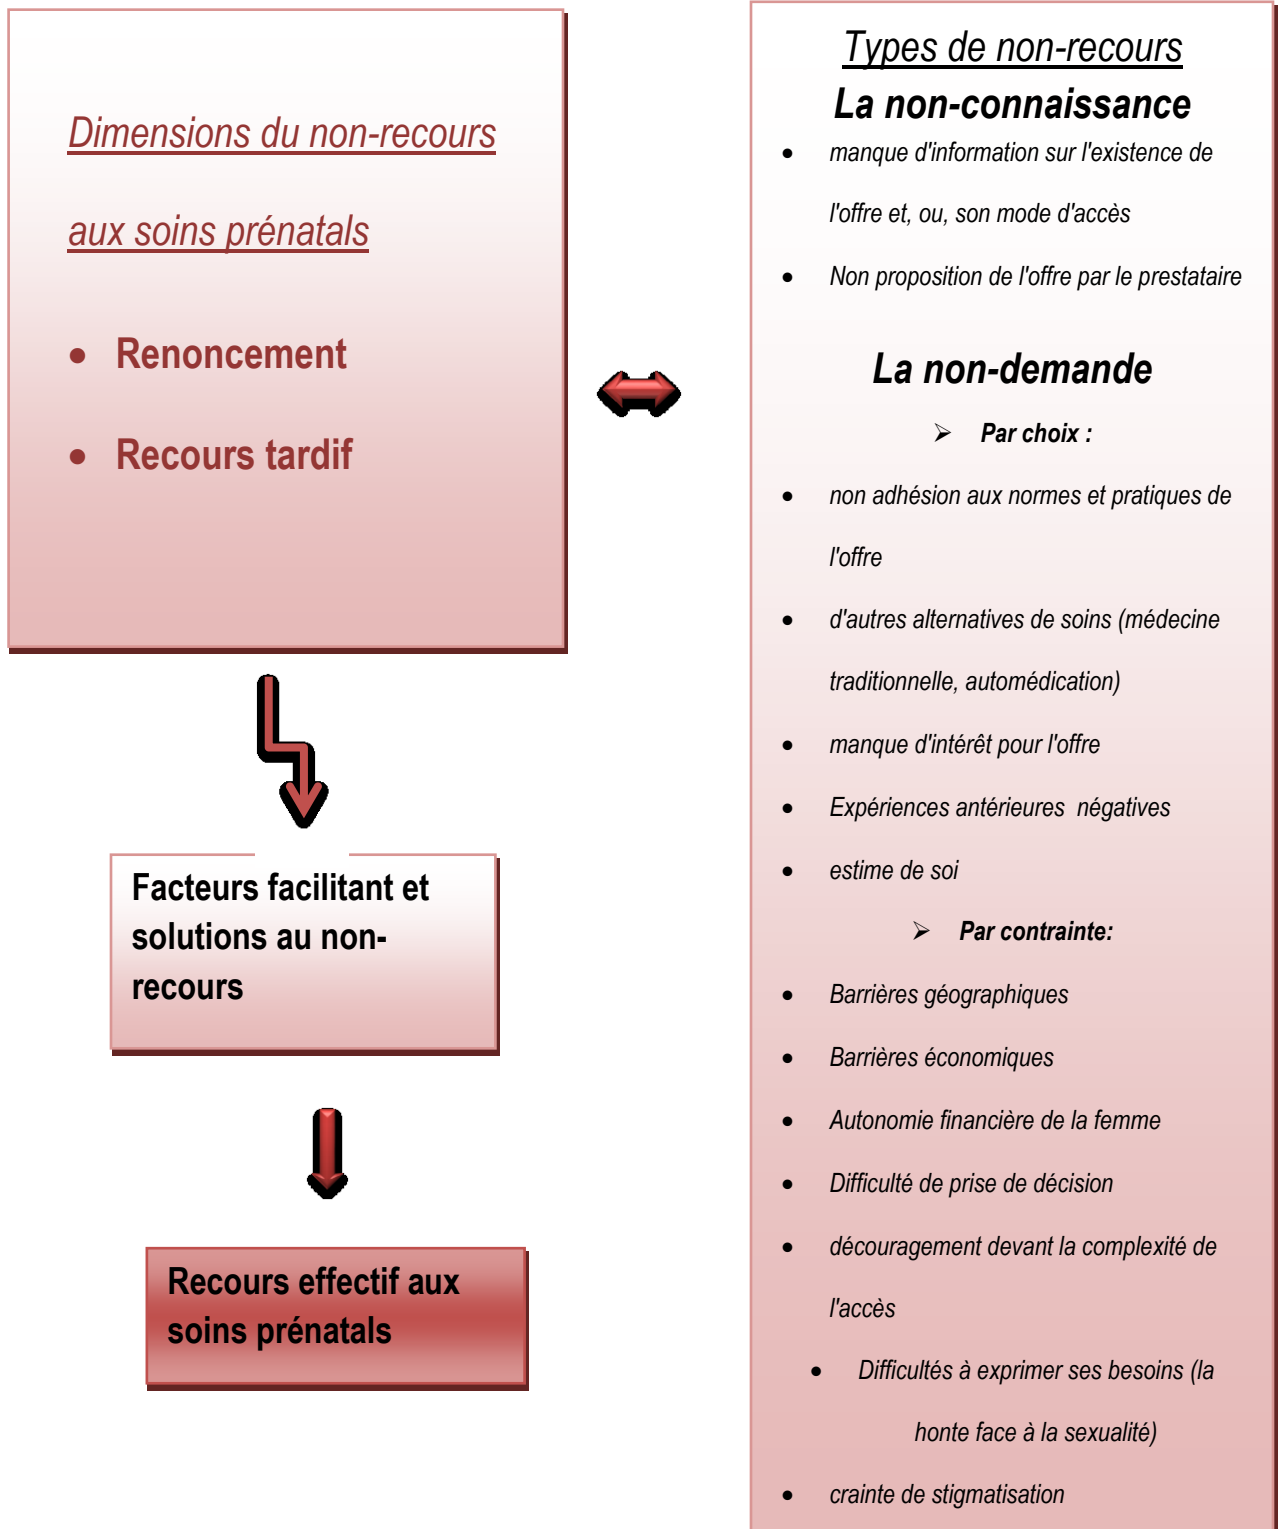 Dimensions du non-recours
aux soins prénatals
• Renoncement
• Recours tardif
Facteurs facilitant et
solutions au non-
recours
Recours effectif aux
soins prénatals
Types de non-recours
La non-connaissance
• manque d'information sur l'existence de
l'offre et, ou, son mode d'accès
• Non proposition de l'offre par le prestataire
La non-demande
➢ Par choix :
• non adhésion aux normes et pratiques de
l'offre
• d'autres alternatives de soins (médecine
traditionnelle, automédication)
• manque d'intérêt pour l'offre
• Expériences antérieures négatives
• estime de soi
➢ Par contrainte:
• Barrières géographiques
• Barrières économiques
• Autonomie financière de la femme
• Difficulté de prise de décision
• découragement devant la complexité de
l'accès
• Difficultés à exprimer ses besoins (la
honte face à la sexualité)
• crainte de stigmatisation